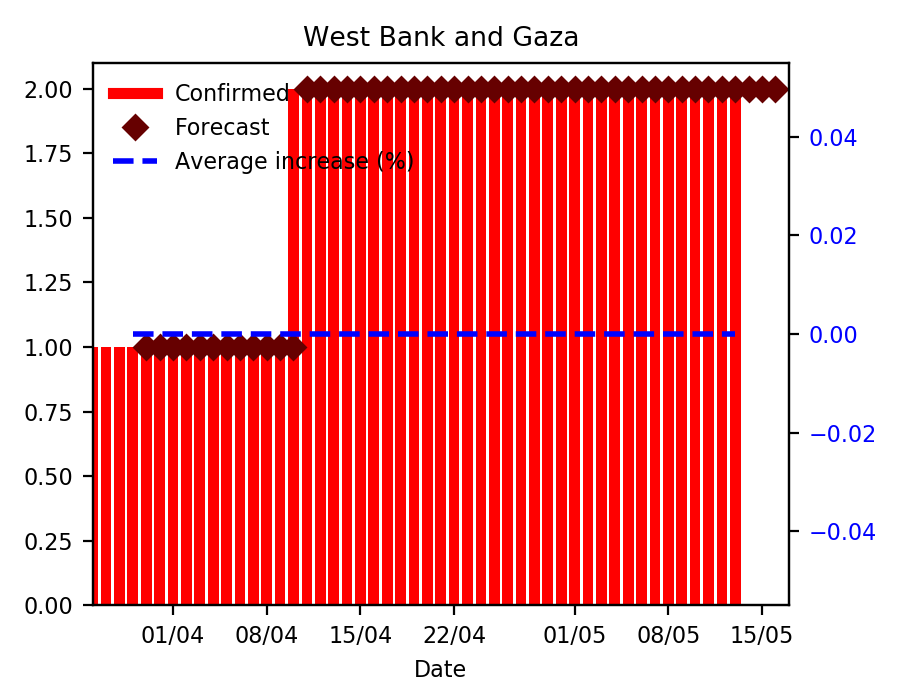 West Bank and Gaza
Confirmed
Forecast
Average increase (%)
2.00
1.75
1.50
1.25
1.00
0.75
0.50
0.25
0.00
0.04
0.02
0.00
−0.02
−0.04
01/04 08/04 15/04 22/04 01/05 08/05 15/05
Date